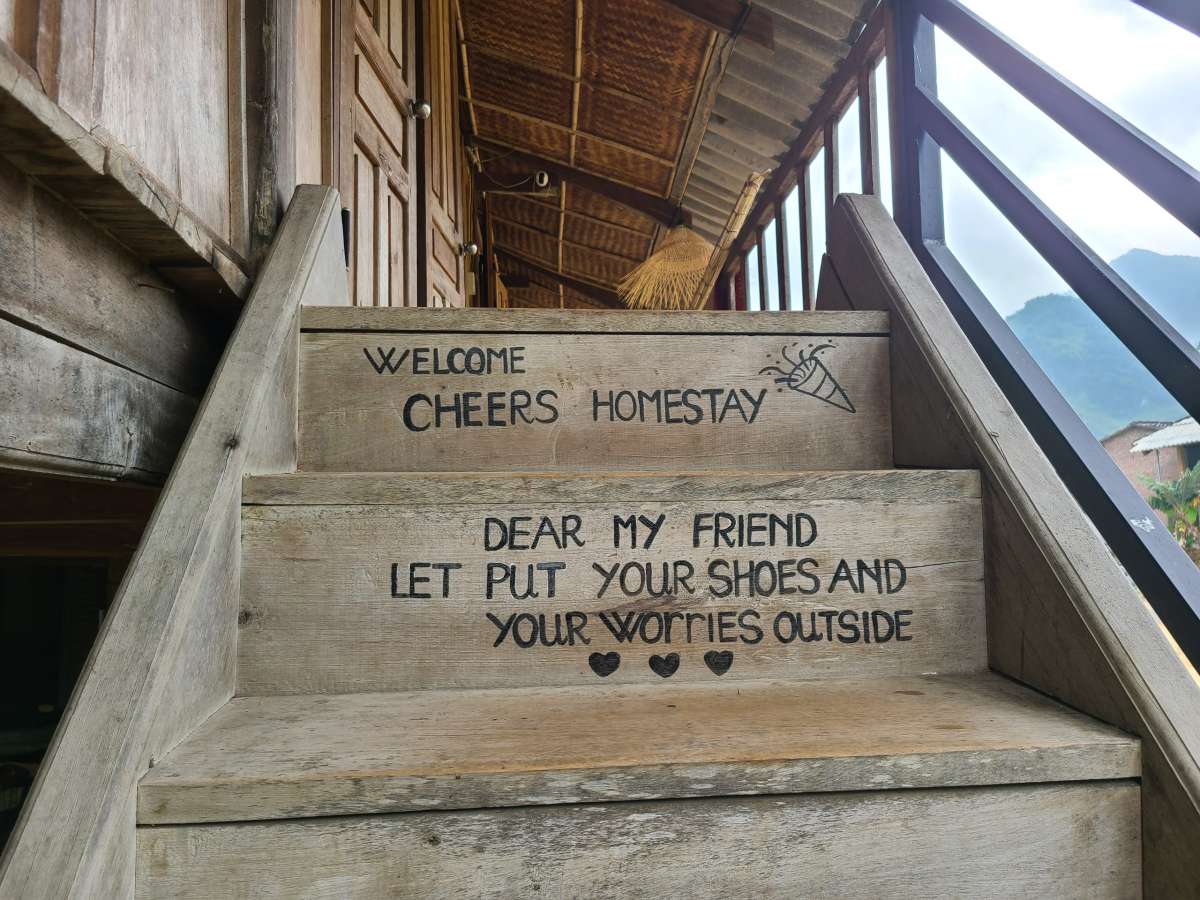 WELCOME
CHEERS HOMESTAY
DEAR MY FRIEND
LET PUT YOUR SHOES AND
YOUR WORRIES OUTSIDE